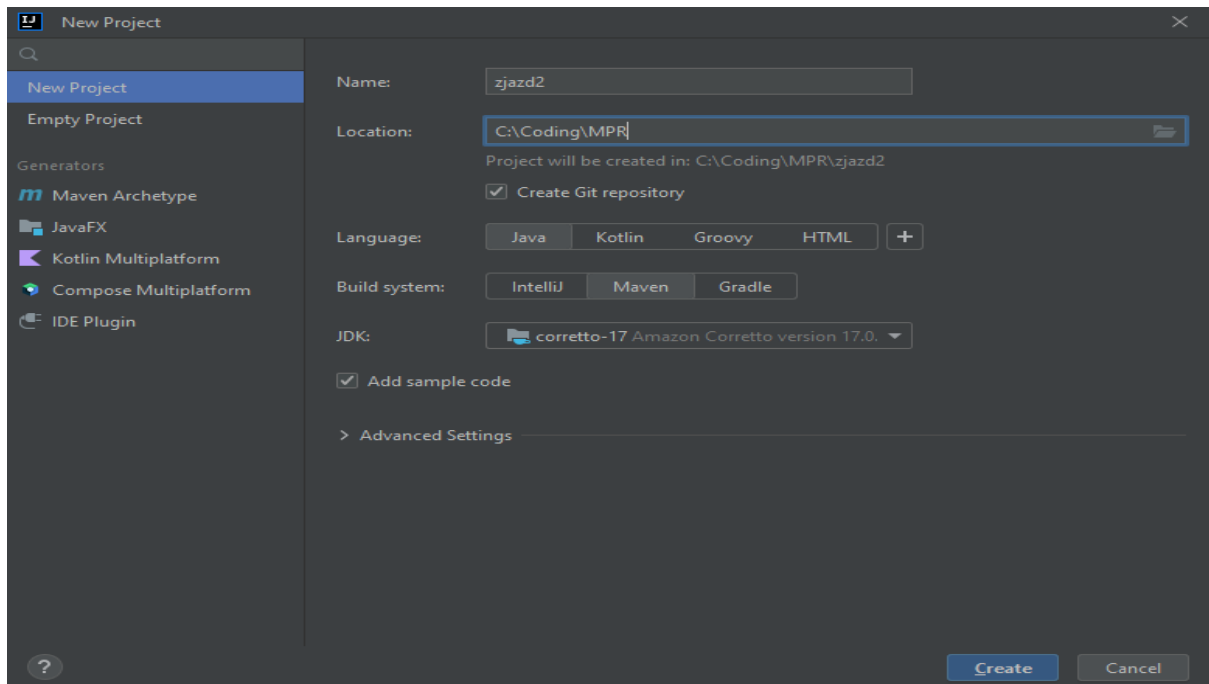 IJ New Project
New Project
Empty Project
Generators
m Maven Archetype
JavaFX
Kotlin Multiplatform
Compose Multiplatform
IDE Plugin
Name: zjazd2
Location: C:\Coding\MPR
Project will be created in: C:\Coding\MPR\zjazd2
Create Git repository
Language: Java Kotlin Groovy HTML +
Build system: IntelliJ Maven Gradle
JDK: corretto-17 Amazon Corretto version 17.0.
Add sample code
> Advanced Settings
? Create Cancel